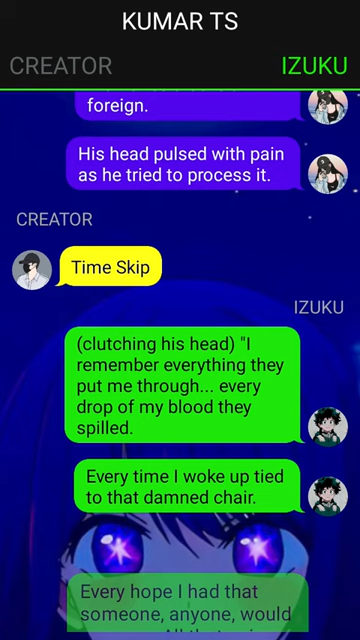 KUMAR TS
CREATOR
IZUKU
foreign.
His head pulsed with pain
as he tried to process it.
CREATOR
Time Skip
IZUKU
(clutching his head) "I
remember everything they
put me through... every
drop of my blood they
spilled.
Every time I woke up tied
to that damned chair.
Every hope I had that
someone, anyone, would